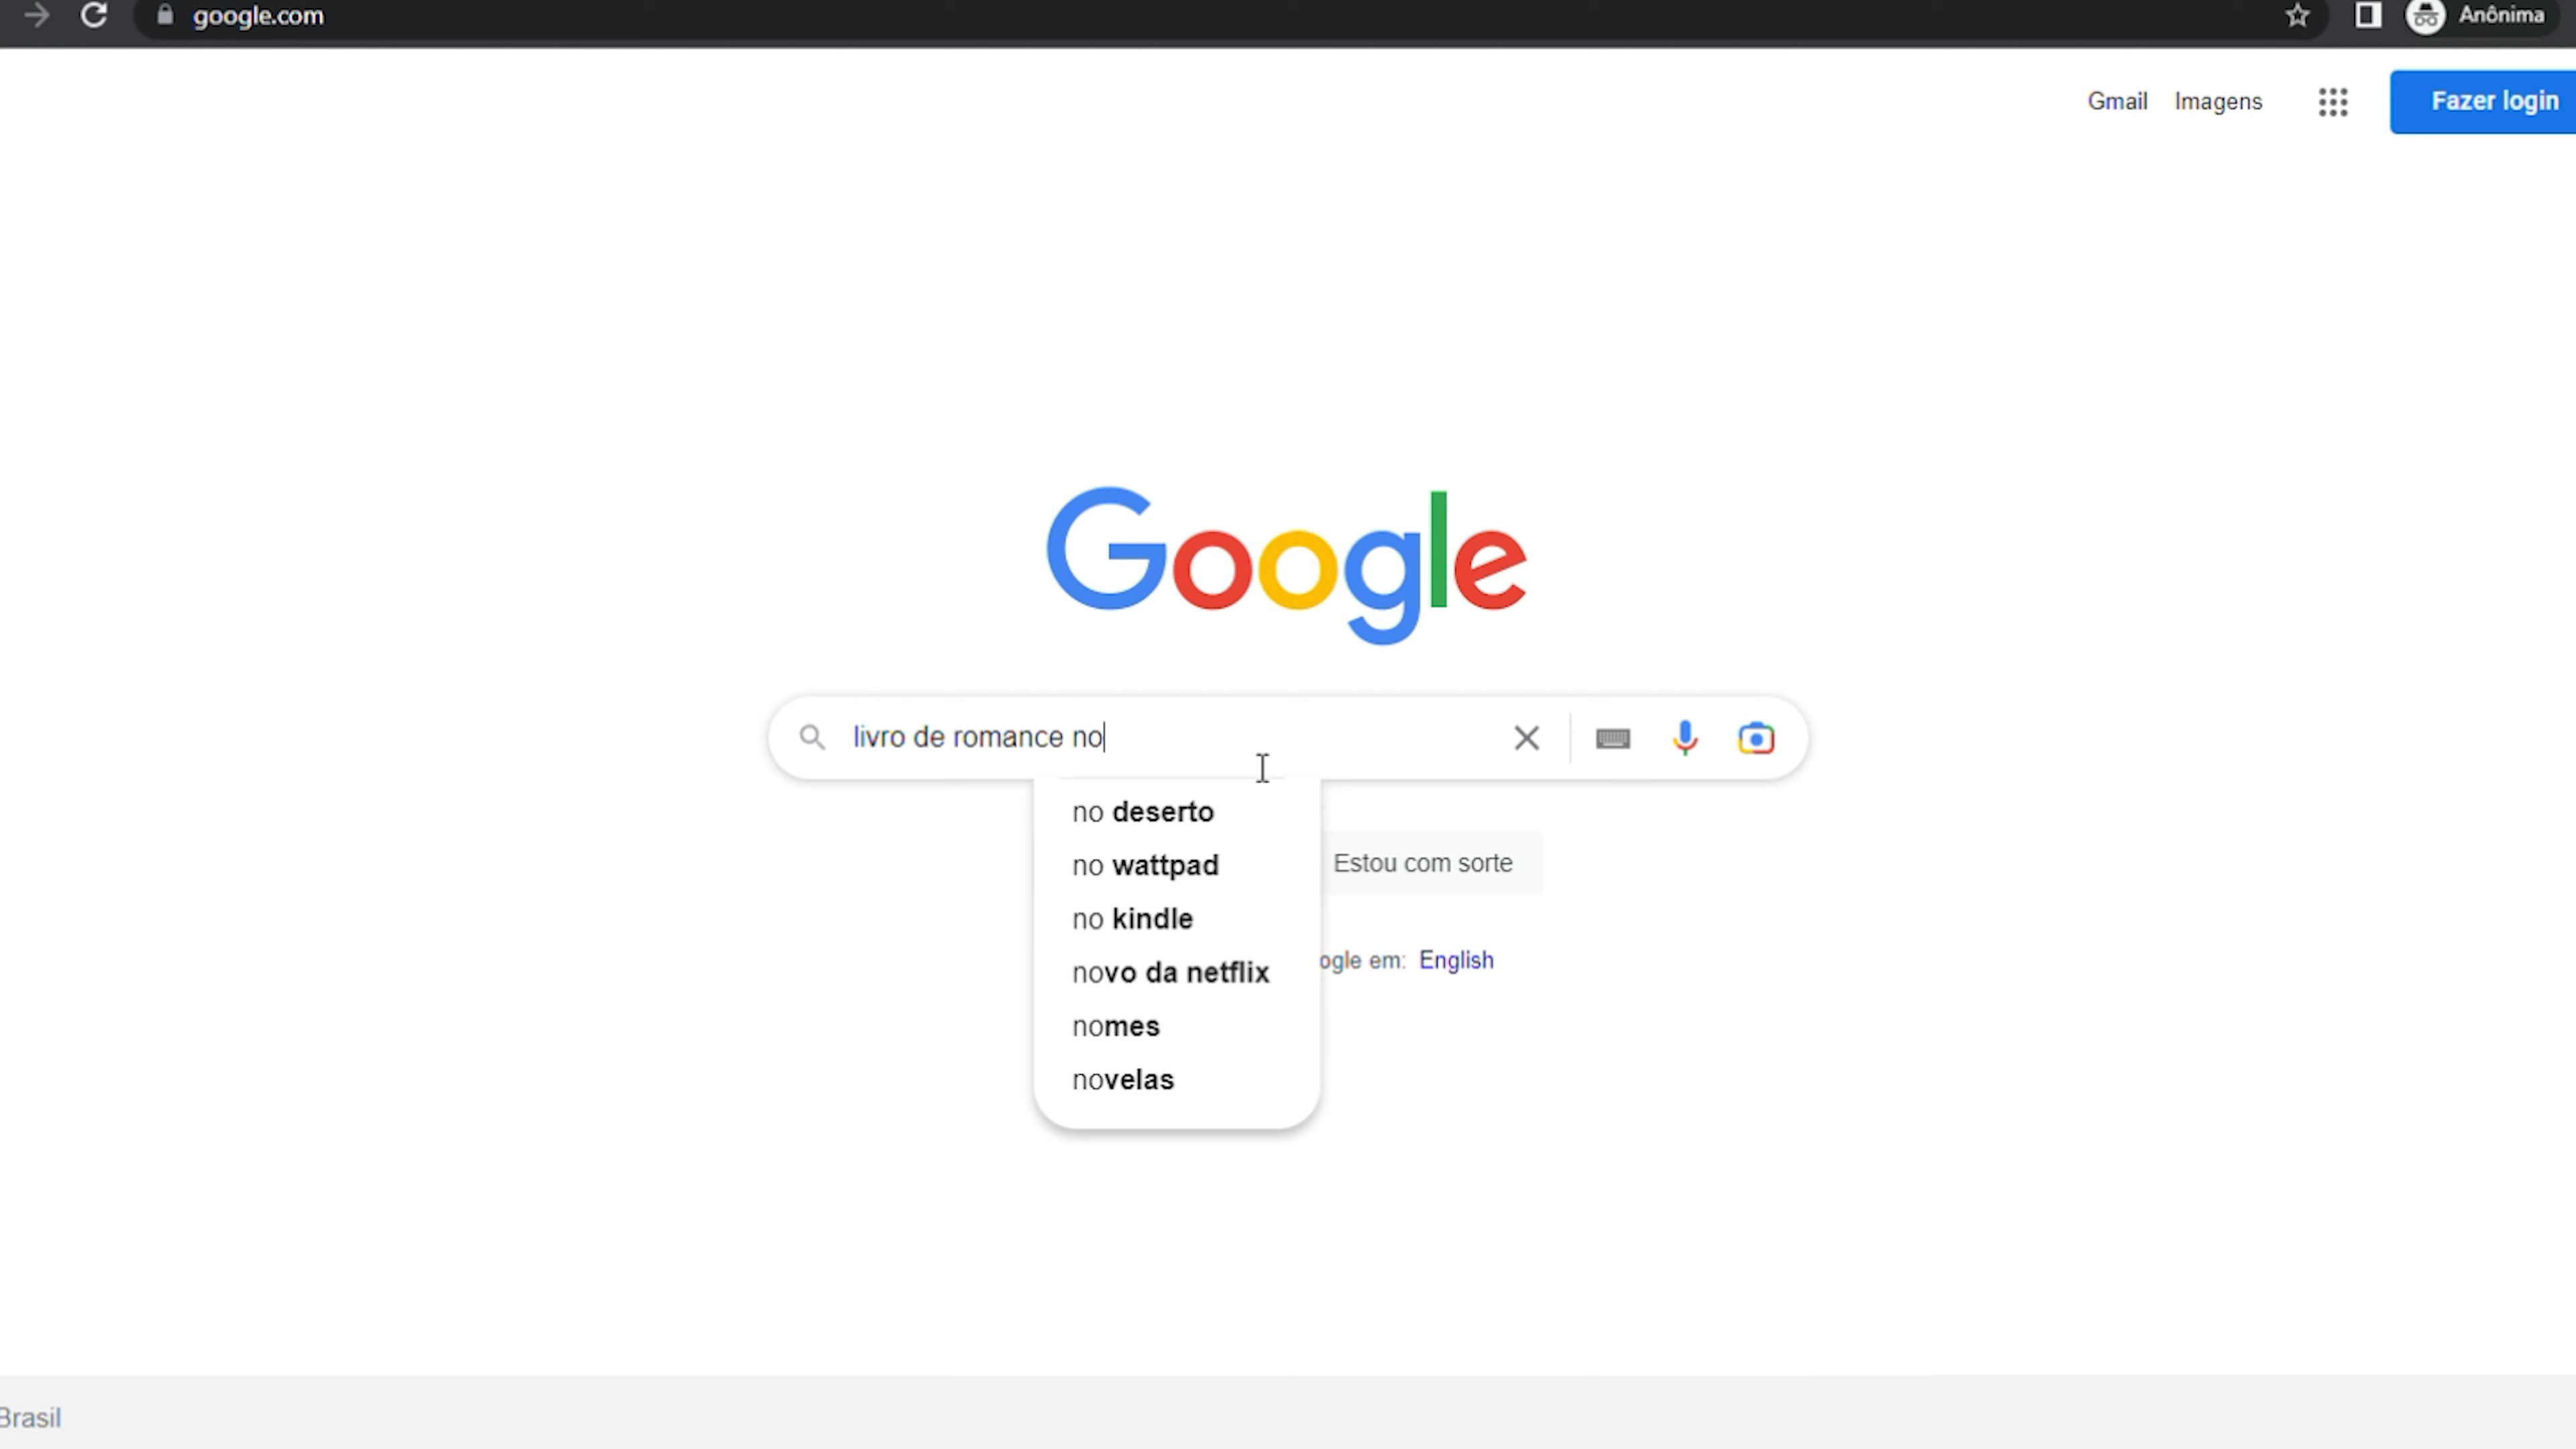 google.com
Anônima
Gmail Imagens
Fazer login
Google
livro de romance no
no deserto
no wattpad
Estou com sorte
no kindle
novo da netflix
ogle em: English
nomes
novelas
Brasil